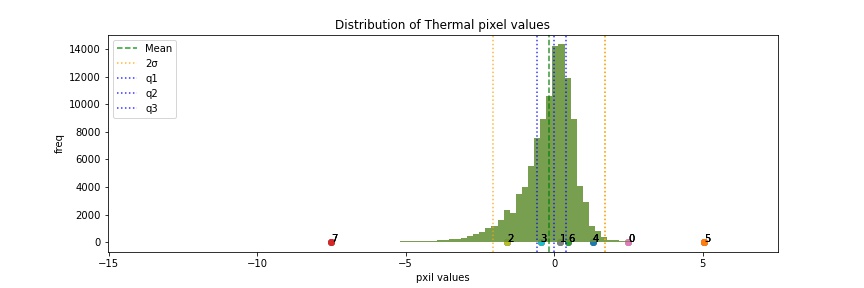 Distribution of Thermal pixel values
Mean
2σ
q1
q2
q3
freq
14000
12000
10000
8000
6000
4000
2000
0
7 2 3 1 6 4 0 5
−15 −10 −5 0 5
pxil values